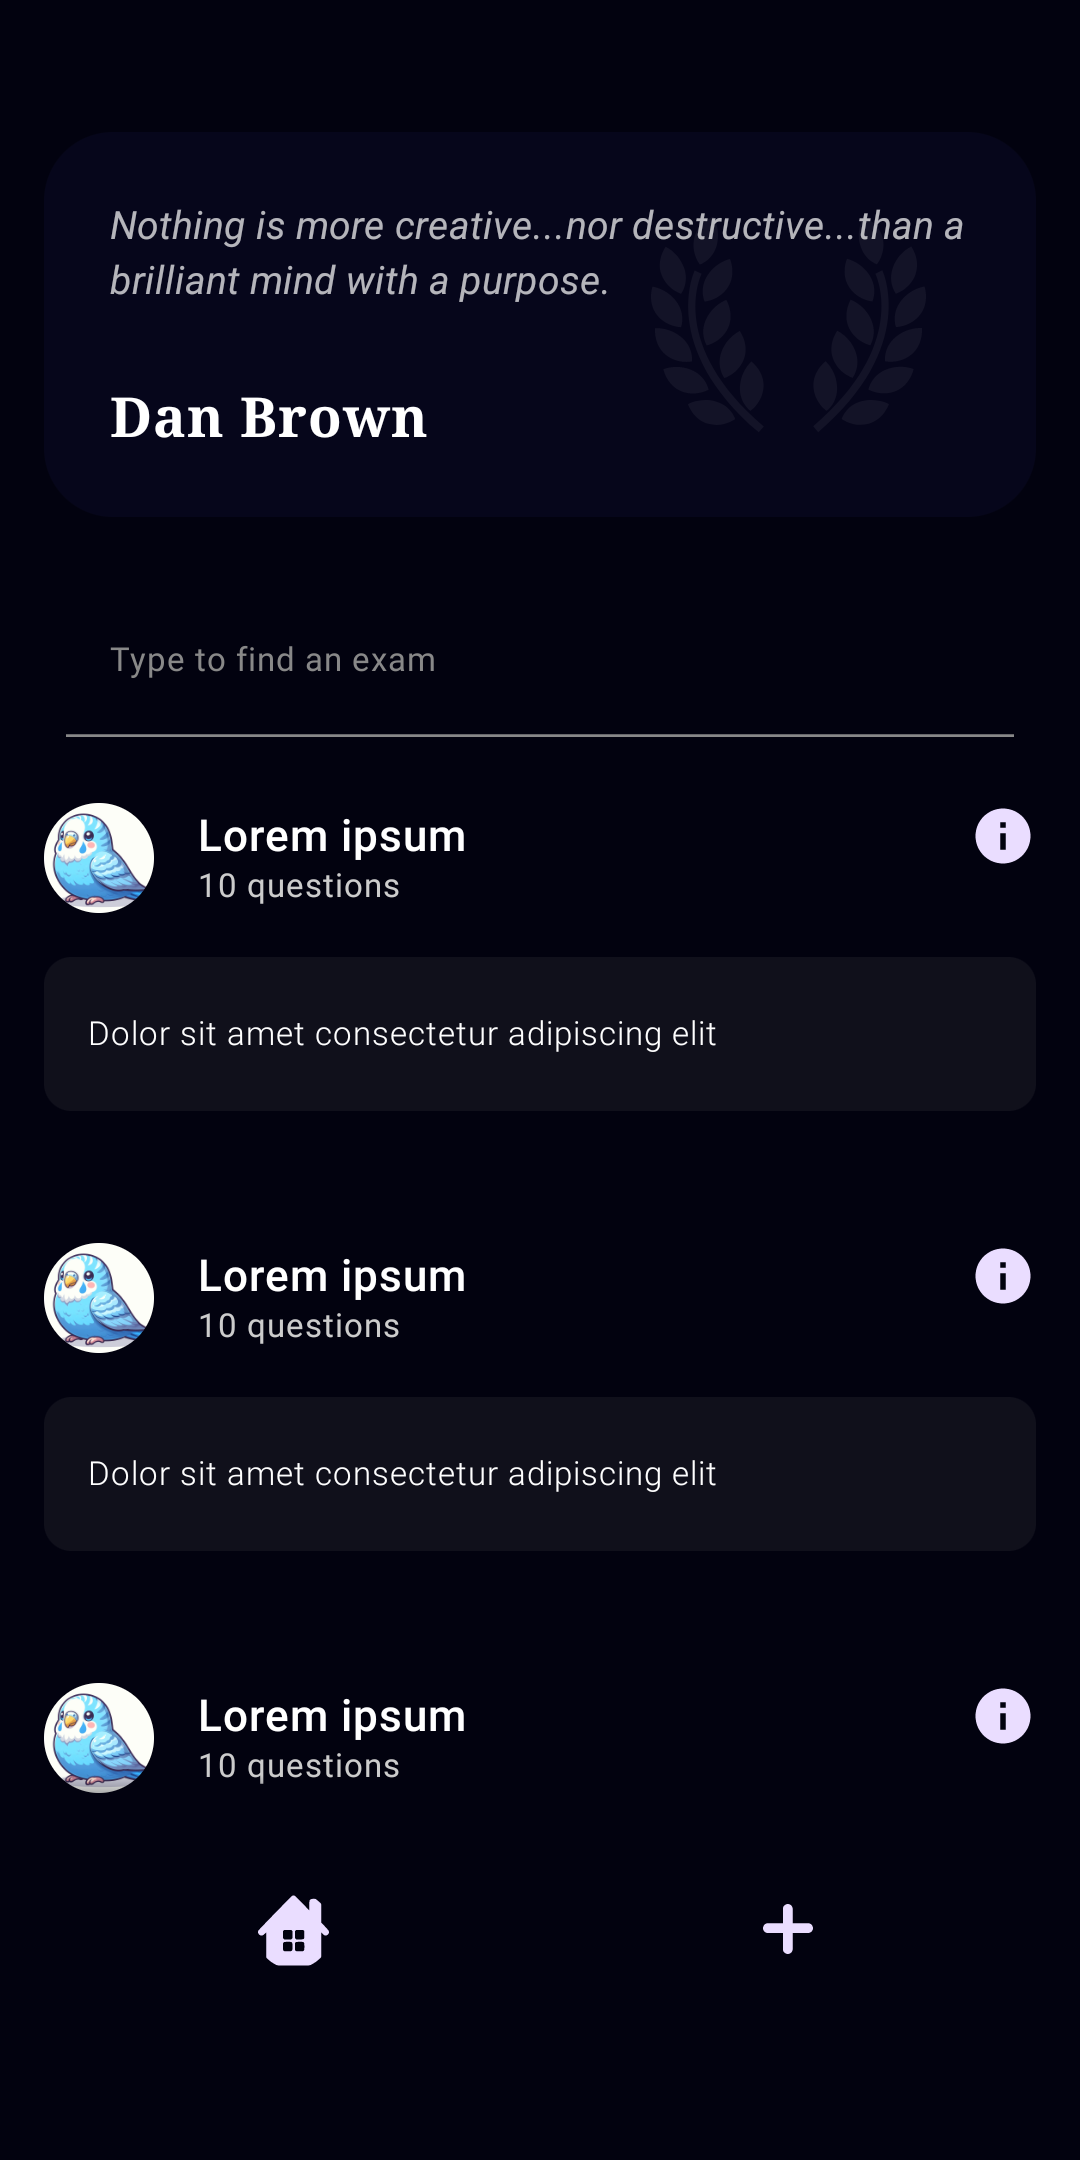 Nothing is more creative...nor destructive...than a
brilliant mind with a purpose.
Dan Brown
Type to find an exam
Lorem ipsum
10 questions
Dolor sit amet consectetur adipiscing elit
Lorem ipsum
10 questions
Dolor sit amet consectetur adipiscing elit
Lorem ipsum
10 questions